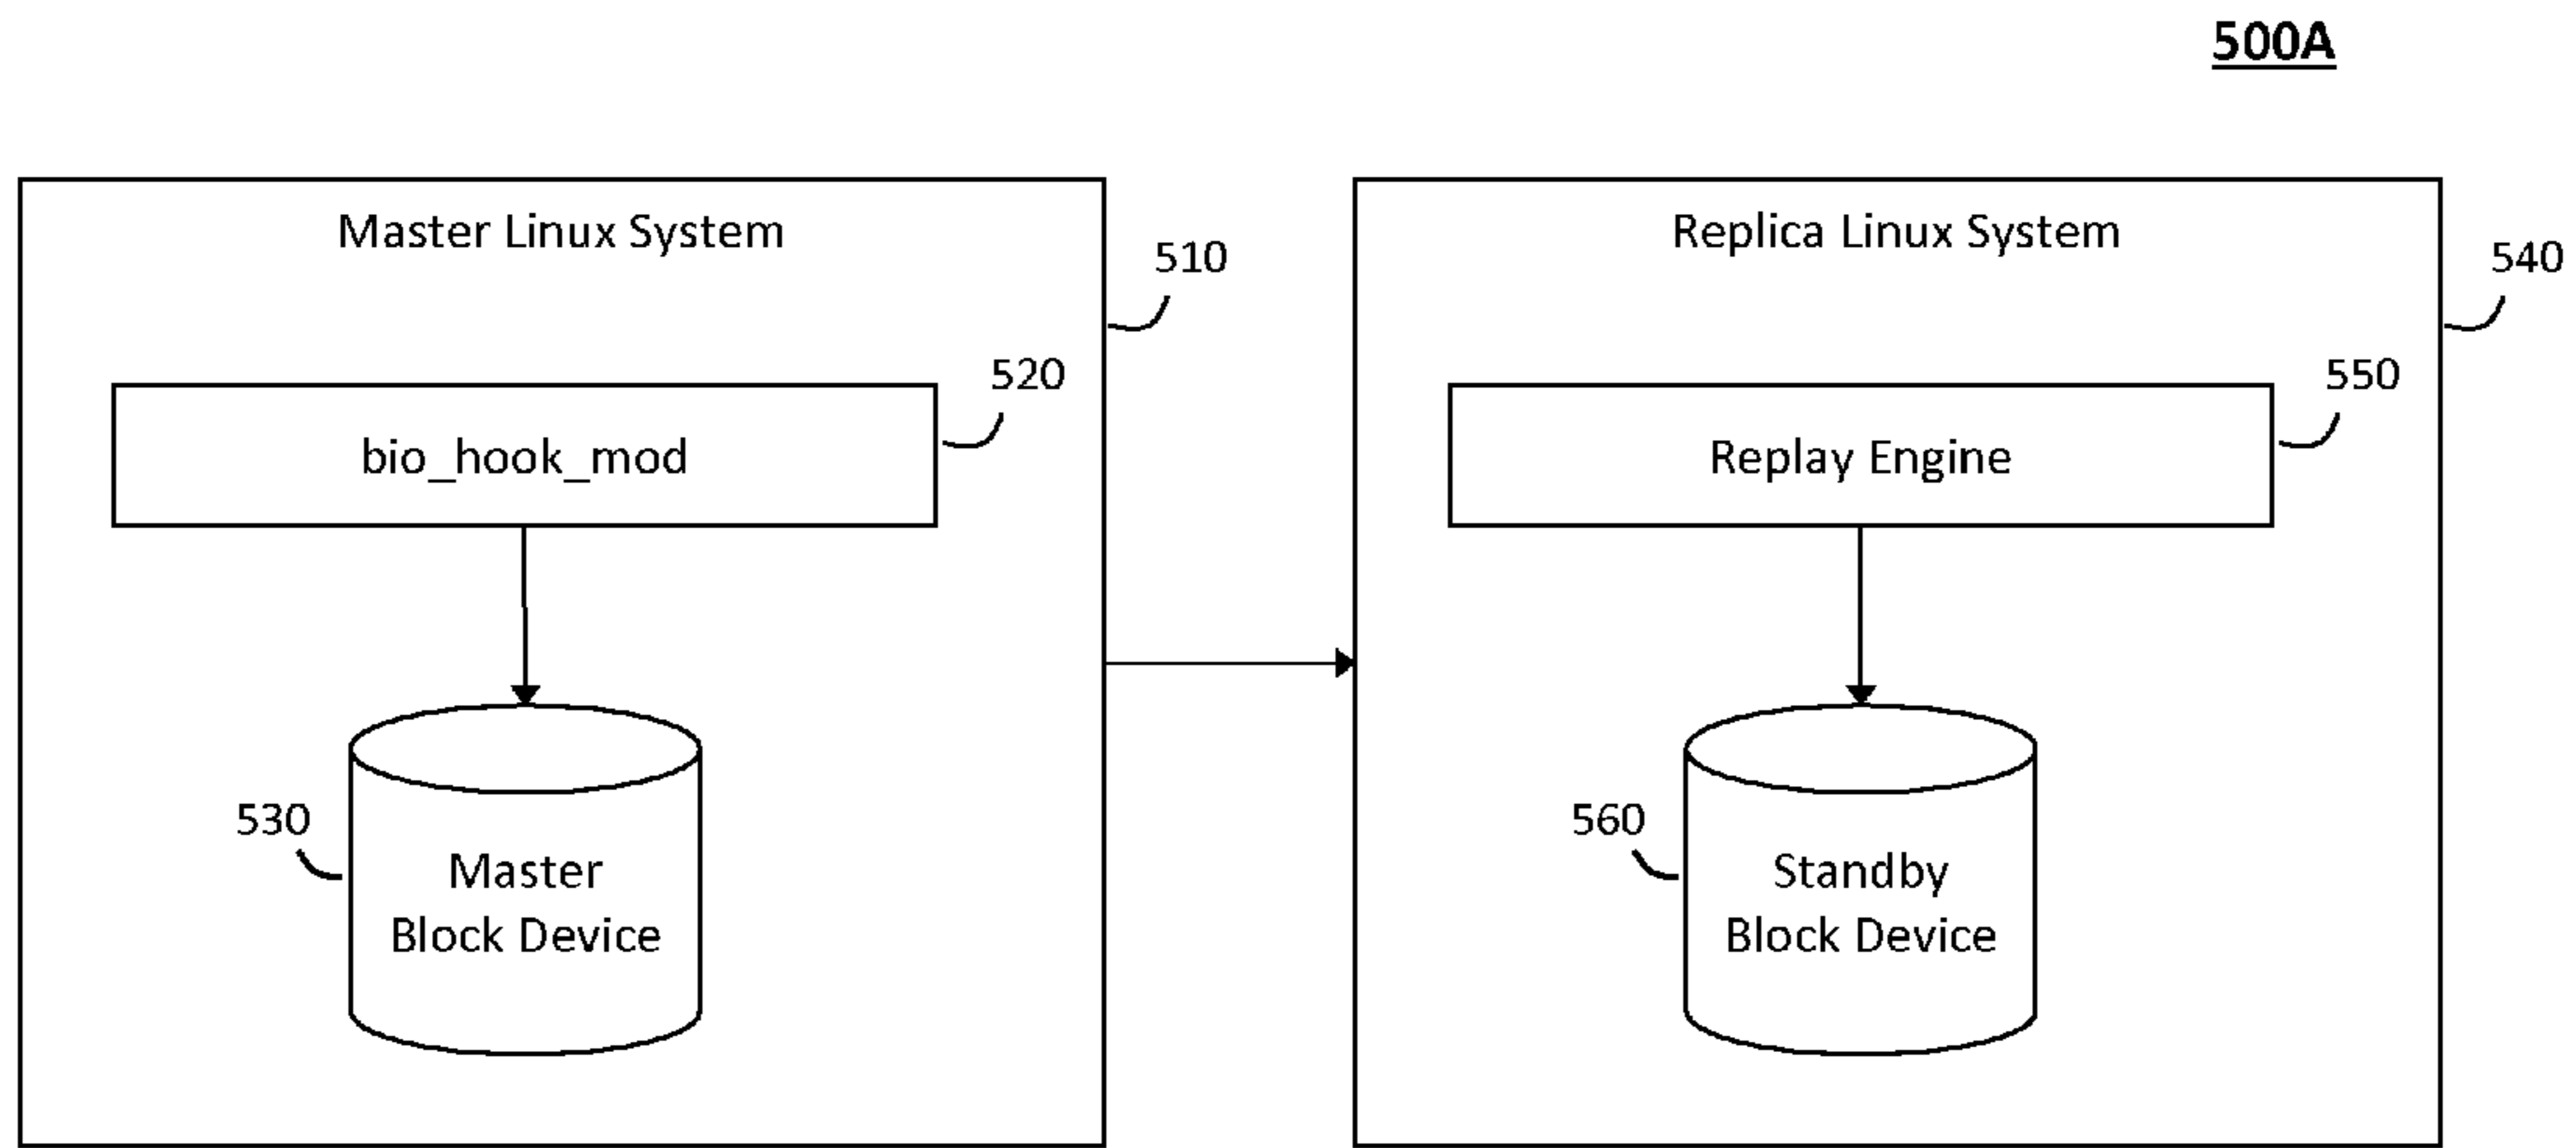 500A
Master Linux System
510
520
bio_hook_mod
530
Master
Block Device
Replica Linux System
540
550
Replay Engine
560
Standby
Block Device